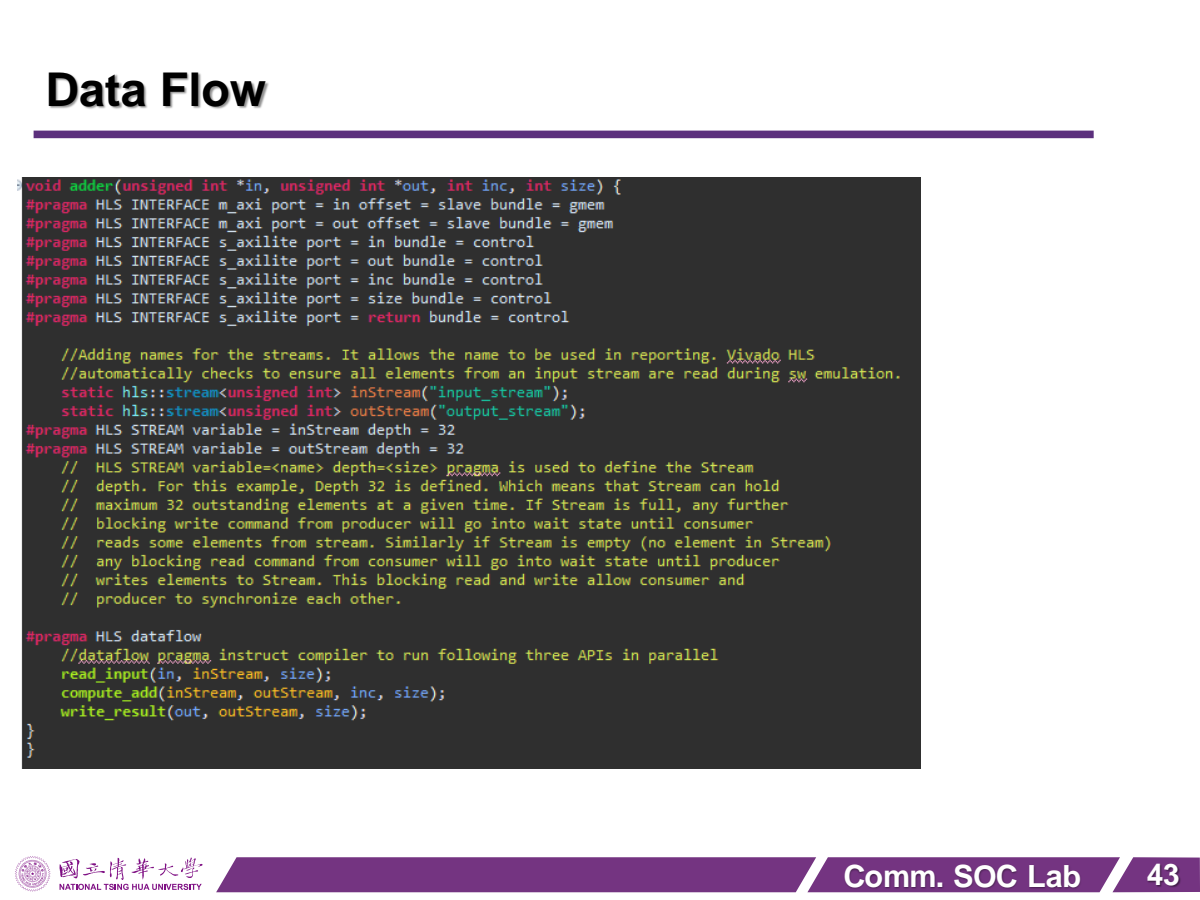 Data Flow
void adder(unsigned int *in, unsigned int *out, int inc, int size) {
#pragma HLS INTERFACE m_axi port = in offset = slave bundle = gmem
#pragma HLS INTERFACE m_axi port = out offset = slave bundle = gmem
#pragma HLS INTERFACE s_axilite port = in bundle = control
#pragma HLS INTERFACE s_axilite port = out bundle = control
#pragma HLS INTERFACE s_axilite port = inc bundle = control
#pragma HLS INTERFACE s_axilite port = size bundle = control
#pragma HLS INTERFACE s_axilite port = return bundle = control
//Adding names for the streams. It allows the name to be used in reporting. Vivado HLS
//automatically checks to ensure all elements from an input stream are read during sw emulation.
static hls::stream<unsigned int> inStream("input_stream");
static hls::stream<unsigned int> outStream("output_stream");
#pragma HLS STREAM variable = inStream depth = 32
#pragma HLS STREAM variable = outStream depth = 32
// HLS STREAM variable=<name> depth=<size> pragma is used to define the Stream
// depth. For this example, Depth 32 is defined. Which means that Stream can hold
// maximum 32 outstanding elements at a given time. If Stream is full, any further
// blocking write command from producer will go into wait state until consumer
// reads some elements from stream. Similarly if Stream is empty (no element in Stream)
// any blocking read command from consumer will go into wait state until producer
// writes elements to Stream. This blocking read and write allow consumer and
// producer to synchronize each other.
#pragma HLS dataflow
//dataflow pragma instruct compiler to run following three APIs in parallel
read_input(in, inStream, size);
compute_add(inStream, outStream, inc, size);
write_result(out, outStream, size);
}
}
國立清華大學
NATIONAL TSING HUA UNIVERSITY
Comm. SOC Lab
43